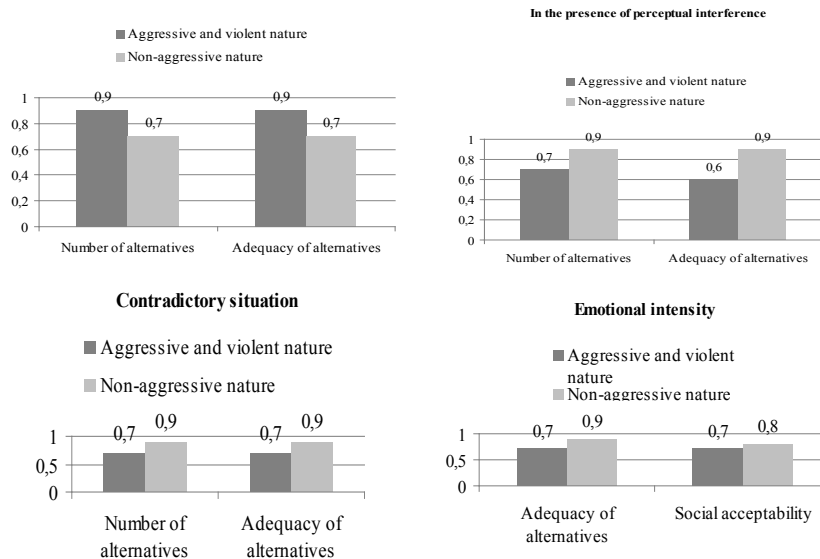 Aggressive and violent nature
Non-aggressive nature
1
0,8
0,6
0,4
0,2
0
0,9
0,7
0,9
0,7
Number of alternatives
Adequacy of alternatives
In the presence of perceptual interference
Aggressive and violent nature
Non-aggressive nature
1
0,8
0,6
0,4
0,2
0
0,7
0,9
0,6
0,9
Number of alternatives
Adequacy of alternatives
Contradictory situation
Aggressive and violent nature
Non-aggressive nature
1
0,5
0
0,7
0,9
0,7
0,9
Number of
alternatives
Adequacy of
alternatives
Emotional intensity
Aggressive and violent
nature
Non-aggressive nature
1
0,5
0
0,7
0,9
0,7
0,8
Adequacy of
alternatives
Social acceptability